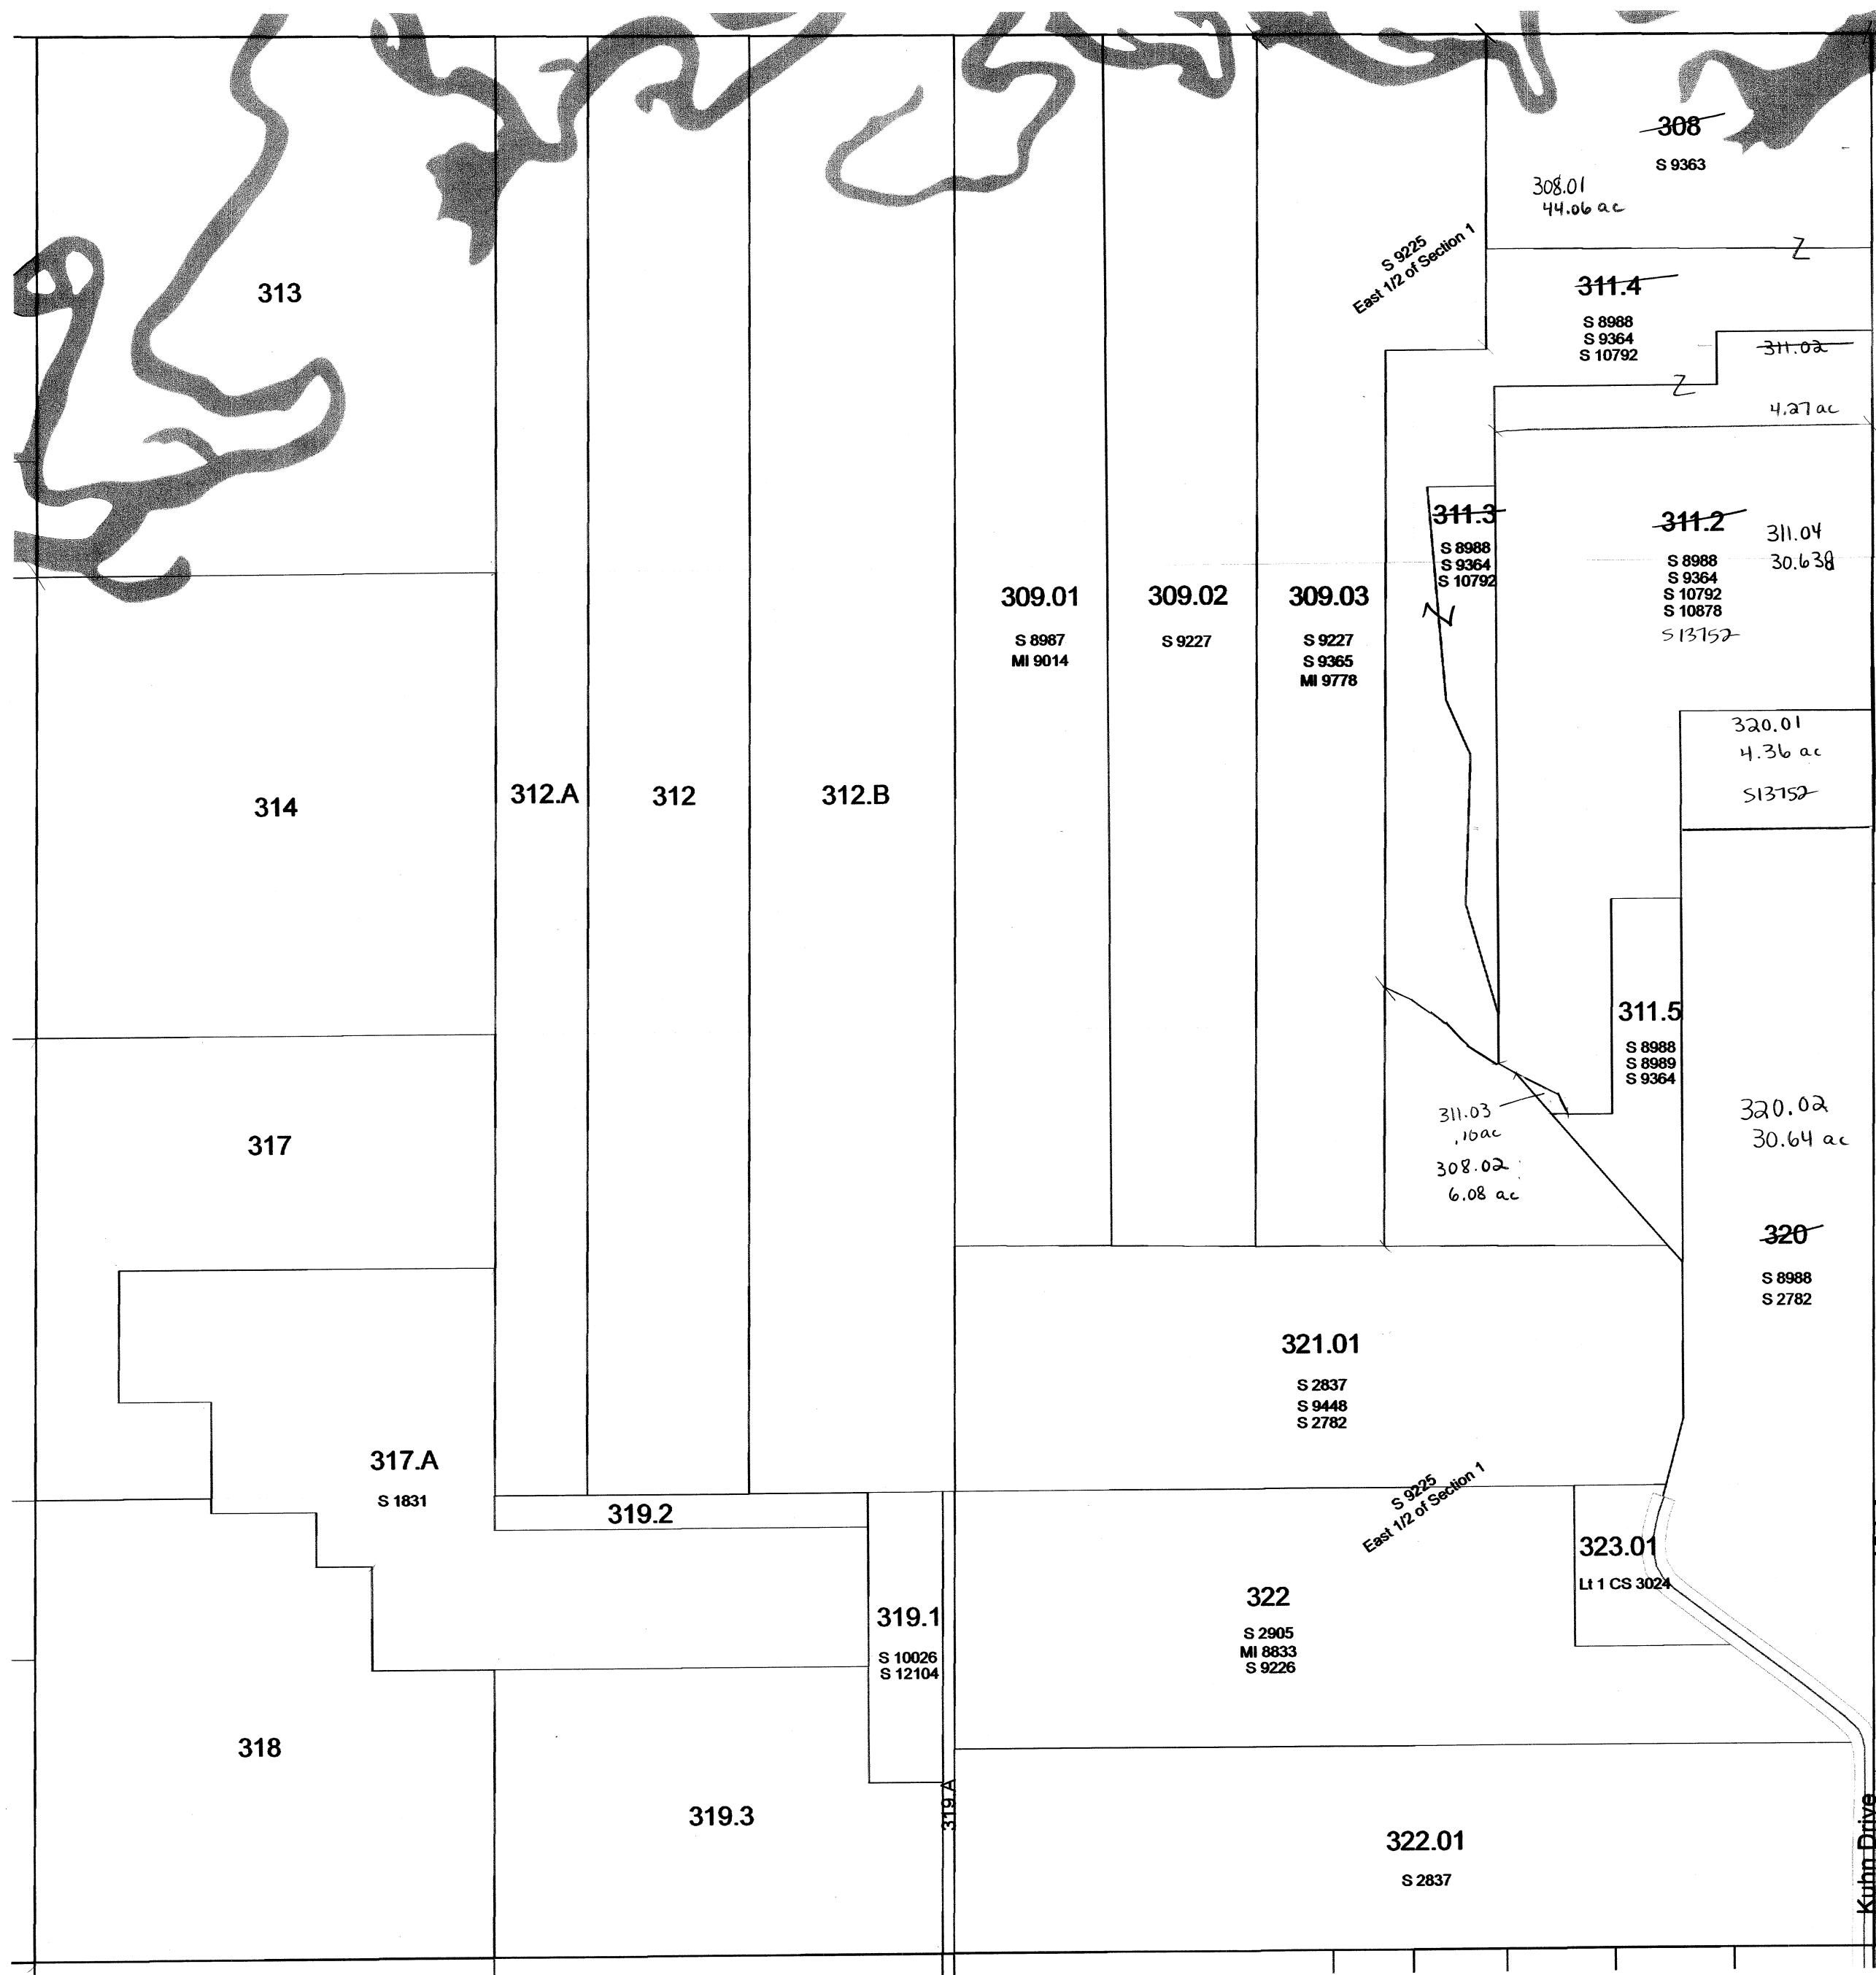 308
S 9363
308.01
44.06 ac
S 9225
East 1/2 of Section 1
313
311.4
S 8988
S 9364
S 10792
311.02
4.27 ac
311.3
S 8988
S 9364
S 10792
311.2
S 8988
S 9364
S 10792
S 10878
S13752
311.04
30.638
309.01
S 8987
MI 9014
309.02
S 9227
309.03
S 9227
S 9365
MI 9778
320.01
4.36 ac
S13752
314
312.A
312
312.B
311.5
S 8988
S 8989
S 9364
311.03
.10ac
308.02
6.08 ac
320.02
30.64 ac
317
320
S 8988
S 2782
321.01
S 2837
S 9448
S 2782
317.A
S 1831
319.2
S 9225
East 1/2 of Section 1
323.01
Lt 1 CS 3024
322
S 2905
MI 8833
S 9226
319.1
S 10026
S 12104
318
319.3
319.A
322.01
S 2837
Kuhn Drive